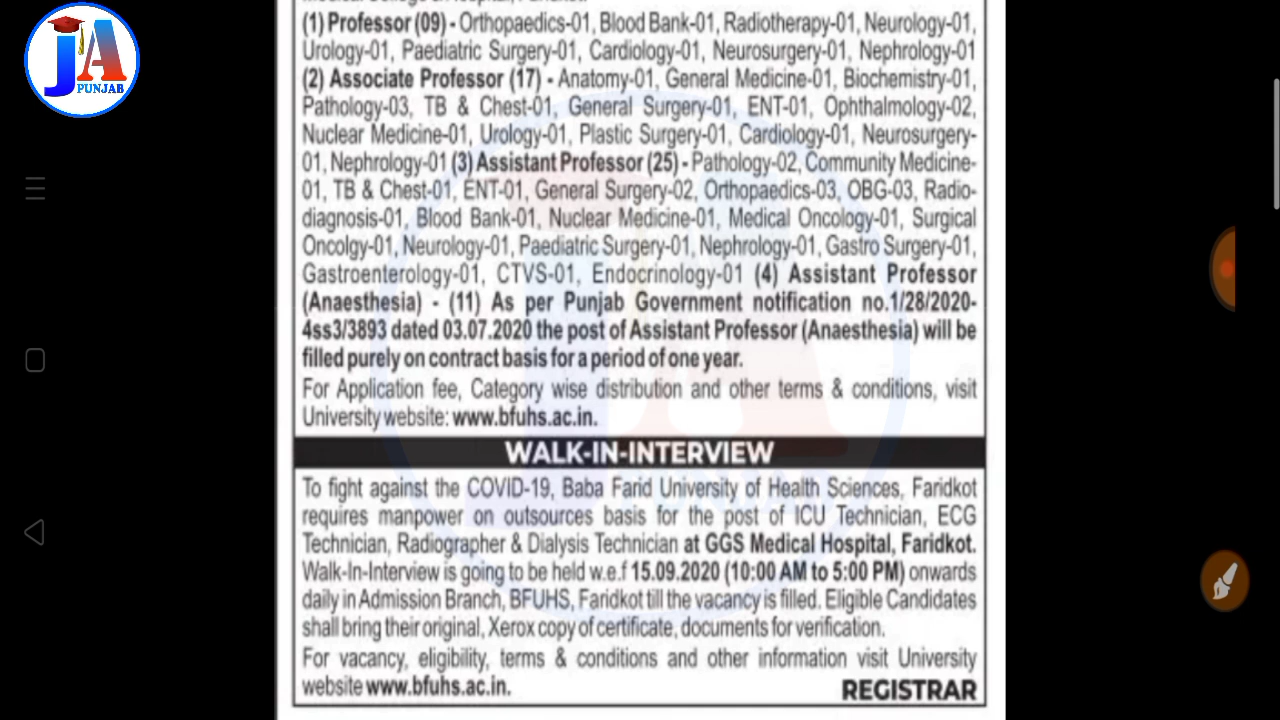 JA
PUNJAB
(1) Professor (09) - Orthopaedics-01, Blood Bank-01, Radiotherapy-01, Neurology-01,
Urology-01, Paediatric Surgery-01, Cardiology-01, Neurosurgery-01, Nephrology-01
(2) Associate Professor (17) - Anatomy-01, General Medicine-01, Biochemistry-01,
Pathology-03, TB & Chest-01, General Surgery-01, ENT-01, Ophthalmology-02,
Nuclear Medicine-01, Urology-01, Plastic Surgery-01, Cardiology-01, Neurosurgery-
01, Nephrology-01 (3) Assistant Professor (25) - Pathology-02, Community Medicine-
01, TB & Chest-01, ENT-01, General Surgery-02, Orthopaedics-03, OBG-03, Radio-
diagnosis-01, Blood Bank-01, Nuclear Medicine-01, Medical Oncology-01, Surgical
Oncolgy-01, Neurology-01, Paediatric Surgery-01, Nephrology-01, Gastro Surgery-01,
Gastroenterology-01, CTVS-01, Endocrinology-01 (4) Assistant Professor
(Anaesthesia) - (11) As per Punjab Government notification no.1/28/2020-
4ss3/3893 dated 03.07.2020 the post of Assistant Professor (Anaesthesia) will be
filled purely on contract basis for a period of one year.
For Application fee, Category wise distribution and other terms & conditions, visit
University website: www.bfuhs.ac.in.
WALK-IN-INTERVIEW
To fight against the COVID-19, Baba Farid University of Health Sciences, Faridkot
requires manpower on outsources basis for the post of ICU Technician, ECG
Technician, Radiographer & Dialysis Technician at GGS Medical Hospital, Faridkot.
Walk-In-Interview is going to be held w.e.f 15.09.2020 (10:00 AM to 5:00 PM) onwards
daily in Admission Branch, BFUHS, Faridkot till the vacancy is filled. Eligible Candidates
shall bring their original, Xerox copy of certificate, documents for verification.
For vacancy, eligibility, terms & conditions and other information visit University
website www.bfuhs.ac.in.
REGISTRAR